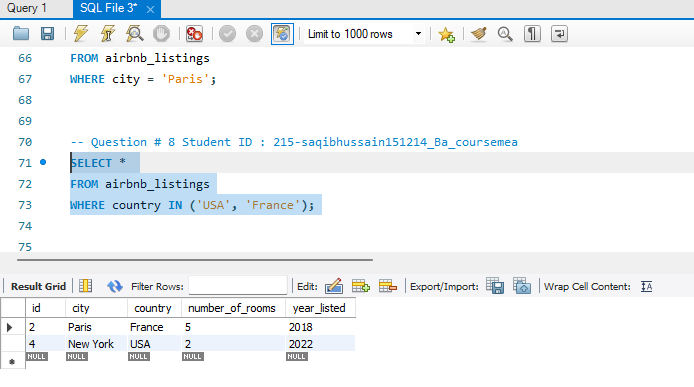 Query 1 SQL File 3*
Limit to 1000 rows
66 FROM airbnb_listings
67 WHERE city = 'Paris';
68
69
70 -- Question # 8 Student ID : 215-saqibhussain151214_Ba_coursemea
71 SELECT *
72 FROM airbnb_listings
73 WHERE country IN ('USA', 'France');
74
75
Result Grid Filter Rows: Edit: Export/Import: Wrap Cell Content:
id city country number_of_rooms year_listed
2 Paris France 5 2018
4 New York USA 2 2022
NULL NULL NULL NULL NULL